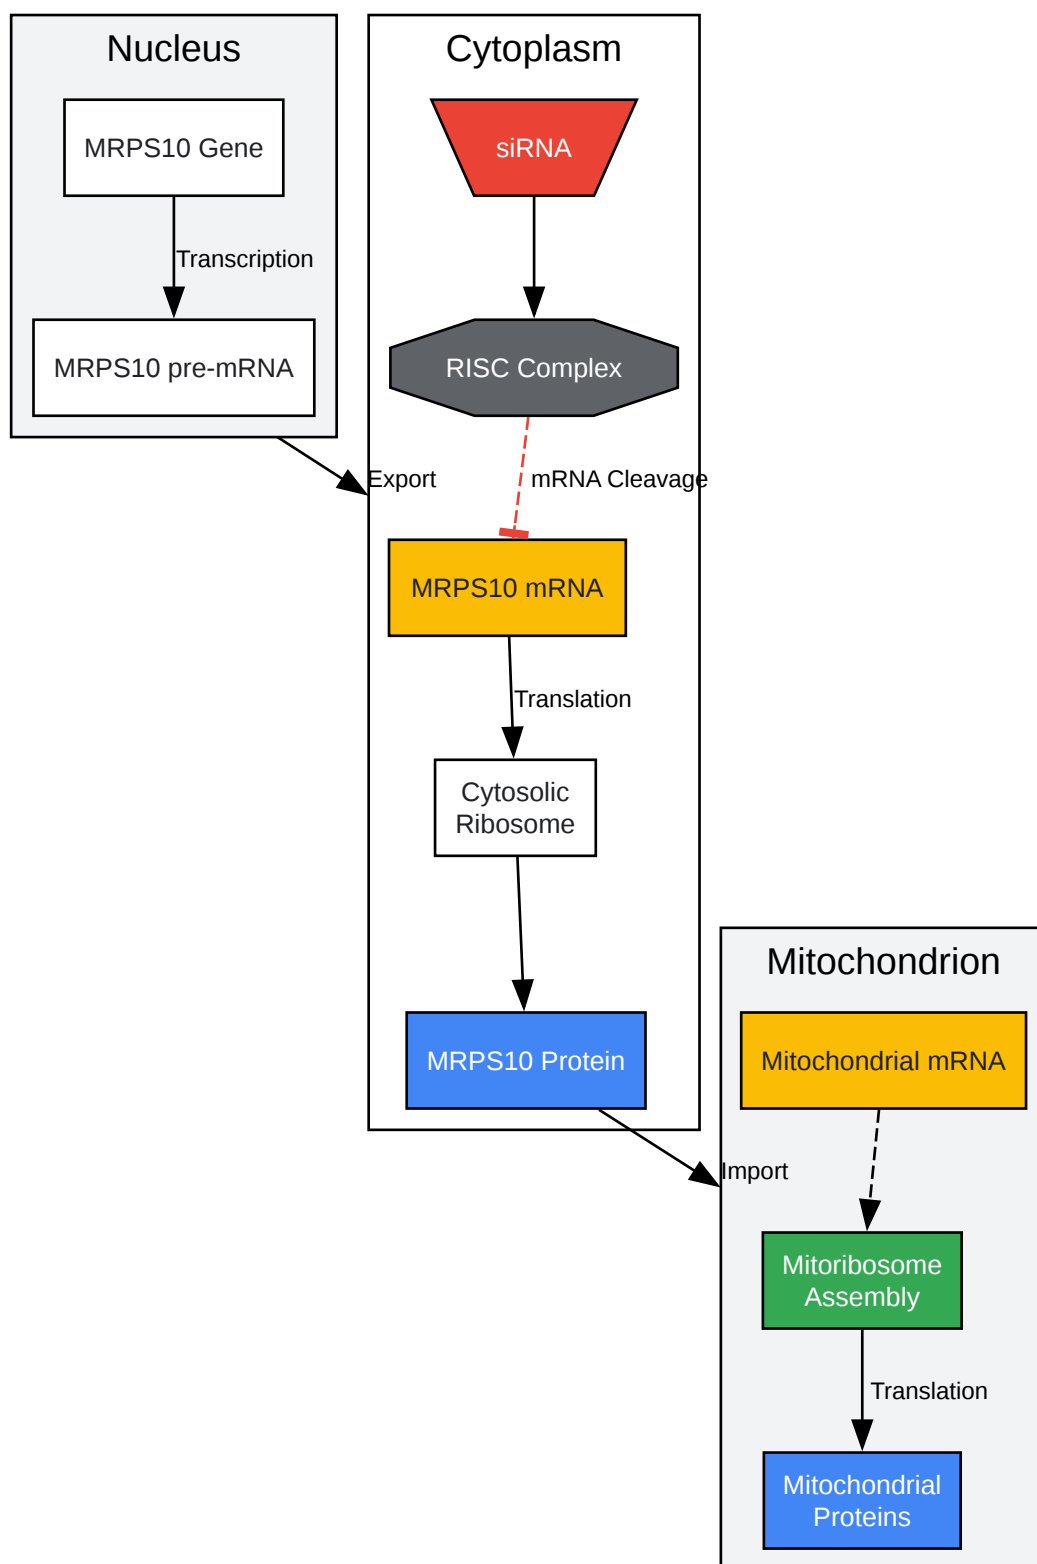 Nucleus
MRPS10 Gene
Transcription
MRPS10 pre-mRNA
Export
Cytoplasm
siRNA
RISC Complex
mRNA Cleavage
MRPS10 mRNA
Translation
Cytosolic
Ribosome
MRPS10 Protein
Import
Mitochondrion
Mitochondrial mRNA
Mitoribosome
Assembly
Translation
Mitochondrial
Proteins